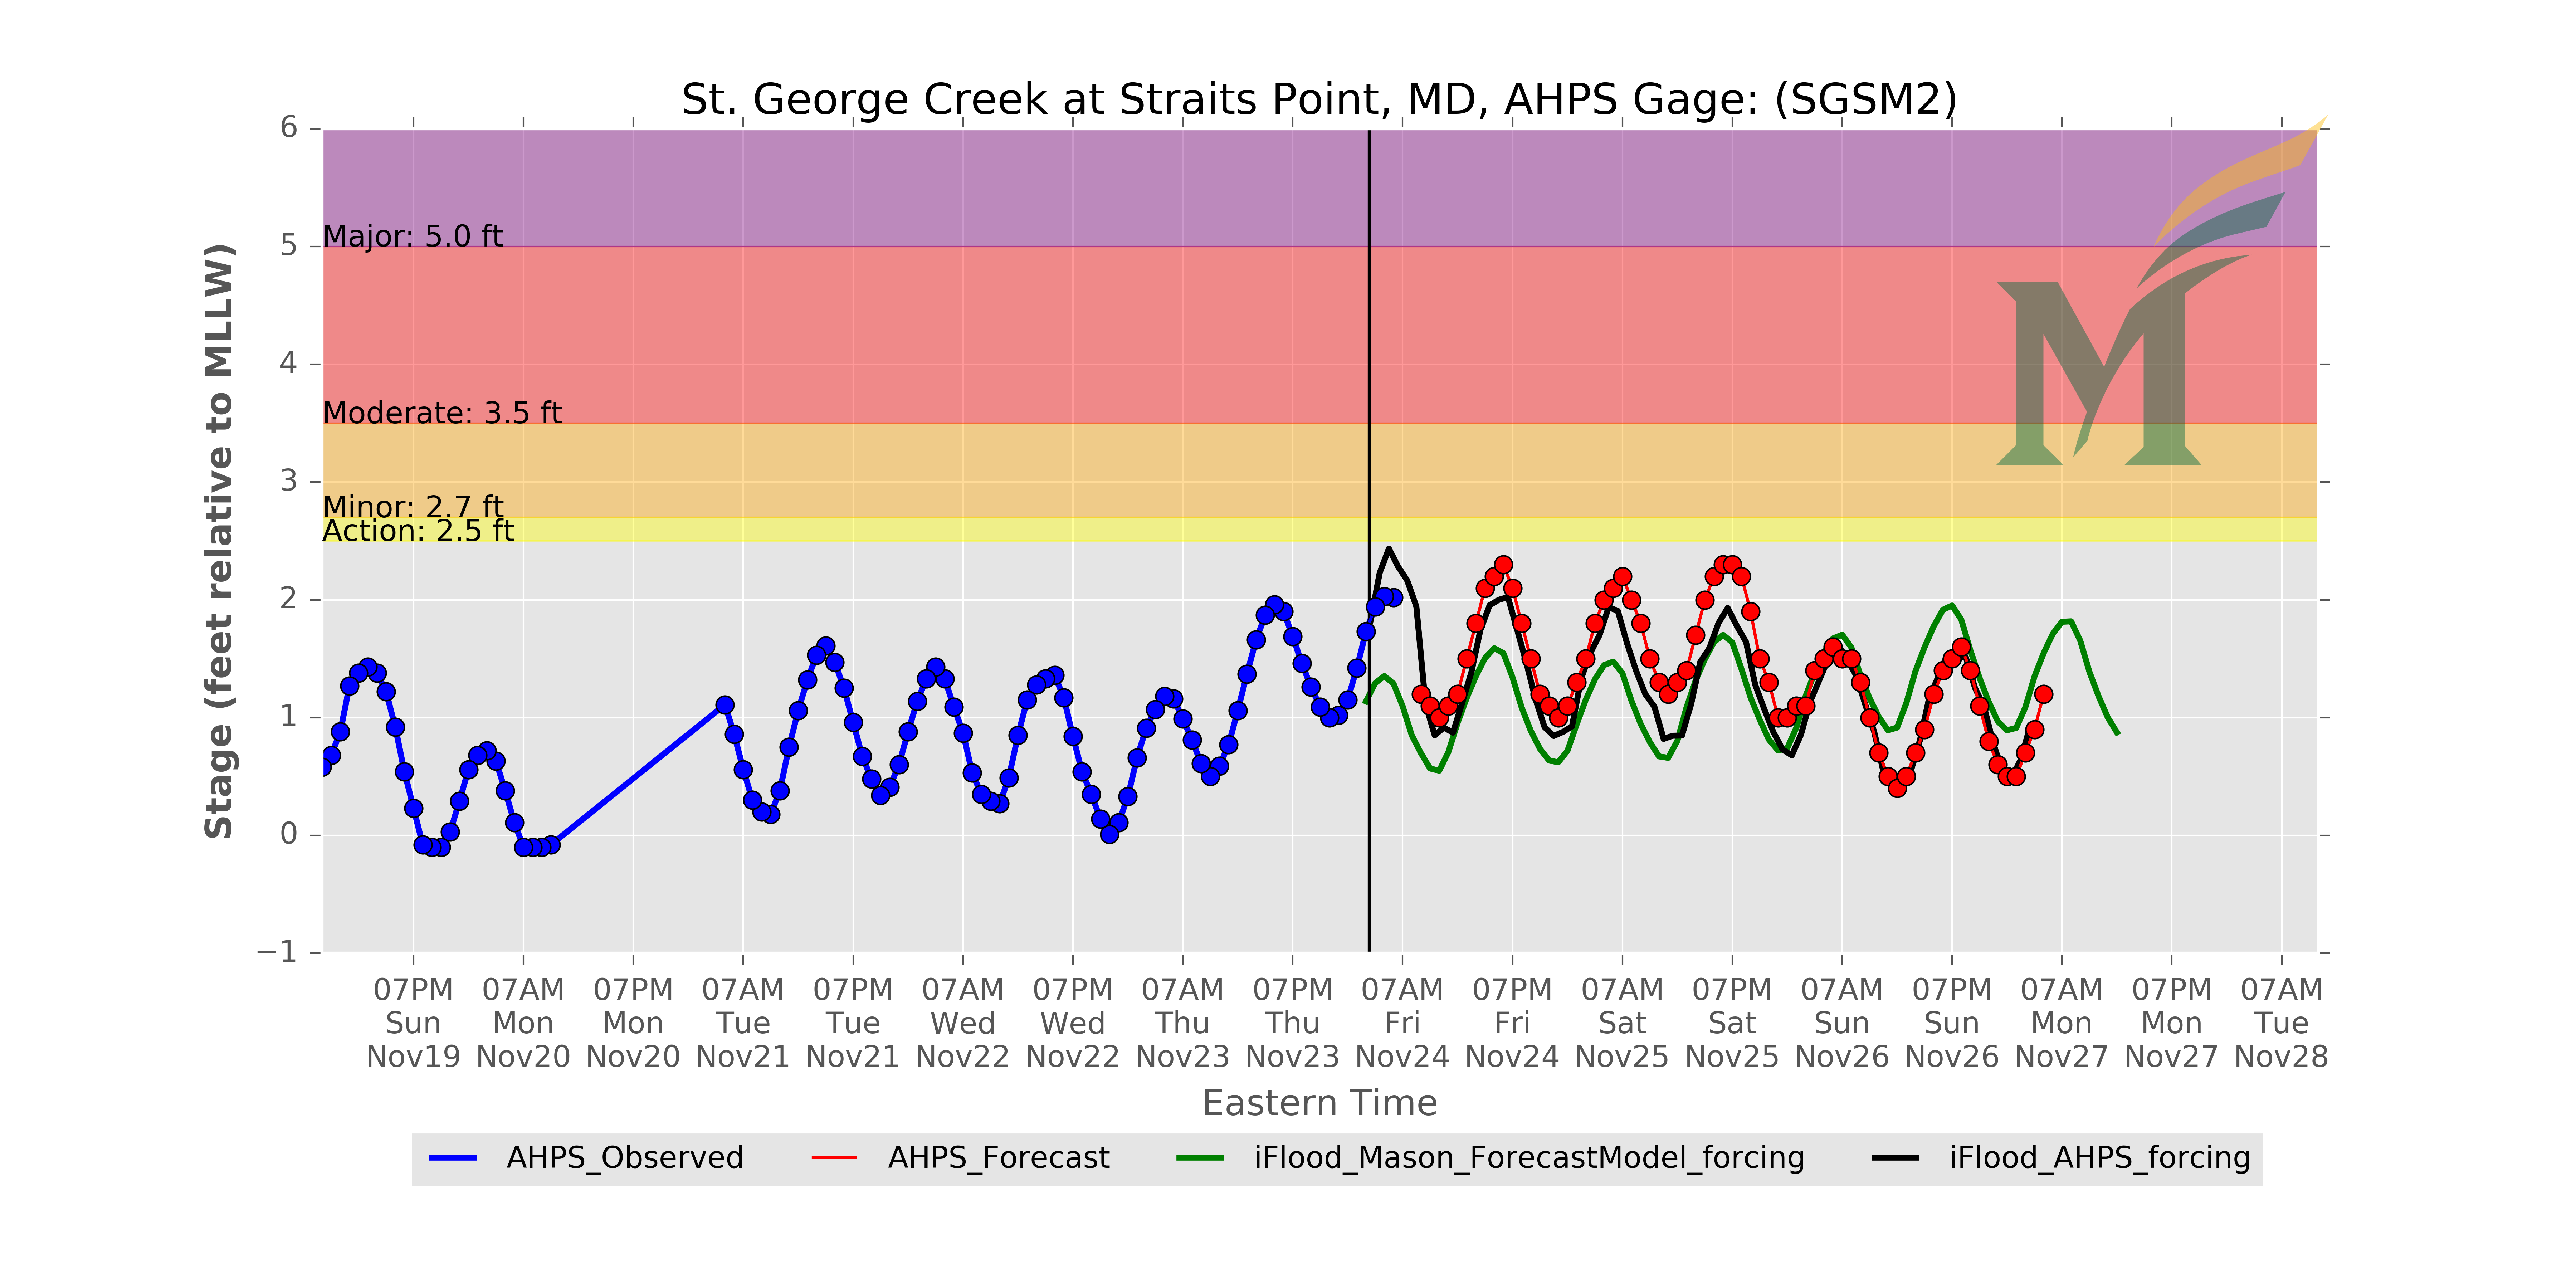 St. George Creek at Straits Point, MD, AHPS Gage: (SGSM2)
Stage (feet relative to MLLW)
6
5
4
3
2
1
0
−1
Major: 5.0 ft
Moderate: 3.5 ft
Minor: 2.7 ft
Action: 2.5 ft
M
07PM 07AM 07PM 07AM 07PM 07AM 07PM 07AM 07PM 07AM 07PM 07AM 07PM 07AM 07PM 07AM 07PM 07AM
Sun Mon Mon Tue Tue Wed Wed Thu Thu Fri Fri Sat Sat Sun Sun Mon Mon Tue
Nov19 Nov20 Nov20 Nov21 Nov21 Nov22 Nov22 Nov23 Nov23 Nov24 Nov24 Nov25 Nov25 Nov26 Nov26 Nov27 Nov27 Nov28
Eastern Time
AHPS_Observed AHPS_Forecast iFlood_Mason_ForecastModel_forcing iFlood_AHPS_forcing